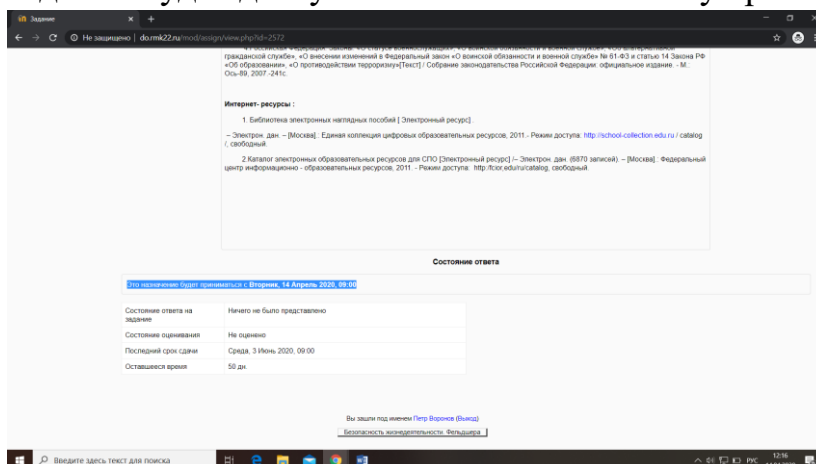 Задание
Не защищено | do.rmk22.ru/mod/assign/view.php?id=2572
гражданской службе», «О внесении изменений в Федеральный закон «О воинской обязанности и военной службе» № 61-ФЗ и статью 14 Закона РФ
«Об образовании», «О противодействии терроризму»[Текст] / Собрание законодательства Российской Федерации: официальное издание. - М.:
Ось-89, 2007.-241с.
Интернет- ресурсы :
1. Библиотека электронных наглядных пособий [ Электронный ресурс].
– Электрон. дан. – [Москва].: Единая коллекция цифровых образовательных ресурсов, 2011.- Режим доступа: http://school-collection.edu.ru / catalog
/, свободный.
2.Каталог электронных образовательных ресурсов для СПО [Электронный ресурс] /– Электрон. дан. (6870 записей). – [Москва].: Федеральный
центр информационно - образовательных ресурсов, 2011. - Режим доступа: http:/fcior,edu/ru/catalog, свободный.
Состояние ответа
Это назначение будет приниматься с Вторник, 14 Апрель 2020, 09:00
Состояние ответа на
задание
Ничего не было представлено
Состояние оценивания
Не оценено
Последний срок сдачи
Среда, 3 Июнь 2020, 09:00
Оставшееся время
50 дн.
Вы зашли под именем Петр Воронов (Выход)
Безопасность жизнедеятельности. Фельдшера
Введите здесь текст для поиска
РУС
12:16